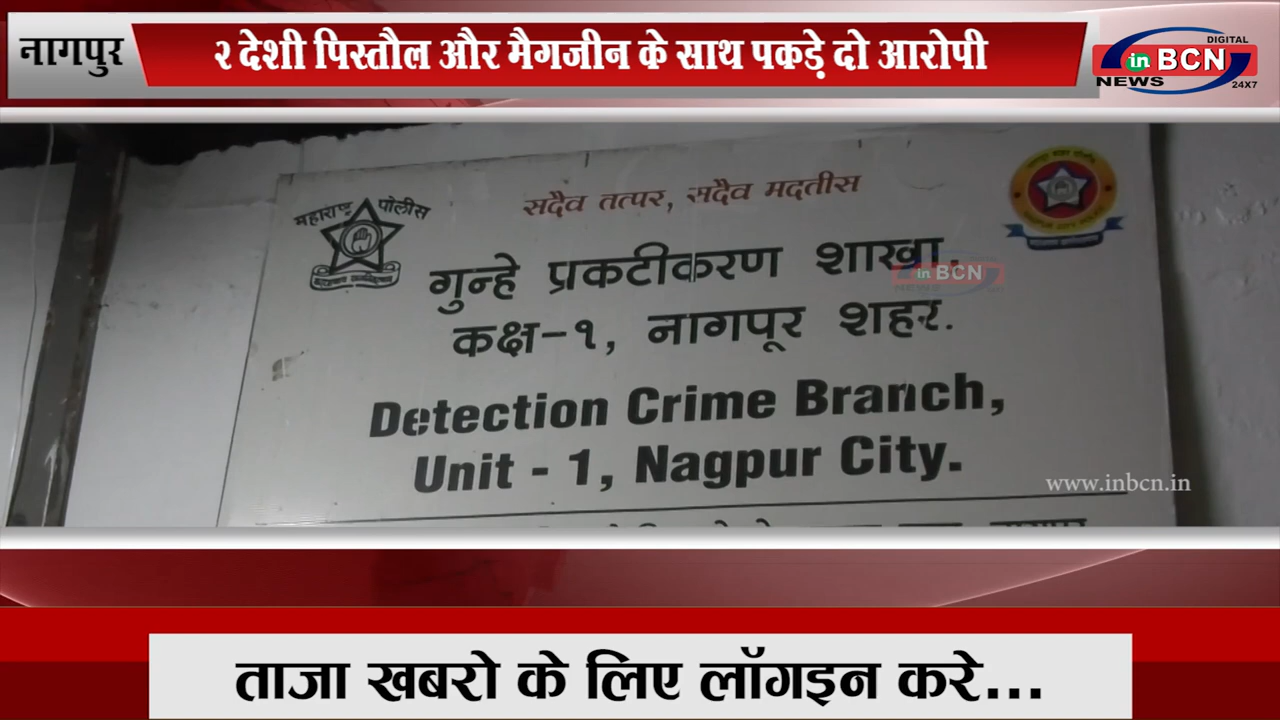 नागपुर
२ देशी पिस्तौल और मैगजीन के साथ पकड़े दो आरोपी
DIGITAL
in BCN
NEWS 24X7
सदैव तत्पर, सदैव मदतीस
महाराष्ट्र पोलीस
गुन्हे प्रकटीकरण शाखा.
in BCN
NEWS
कक्ष-१, नागपूर शहर.
Detection Crime Branch,
Unit - 1, Nagpur City.
www.inbcn.in
ताजा खबरो के लिए लॉगइन करे...